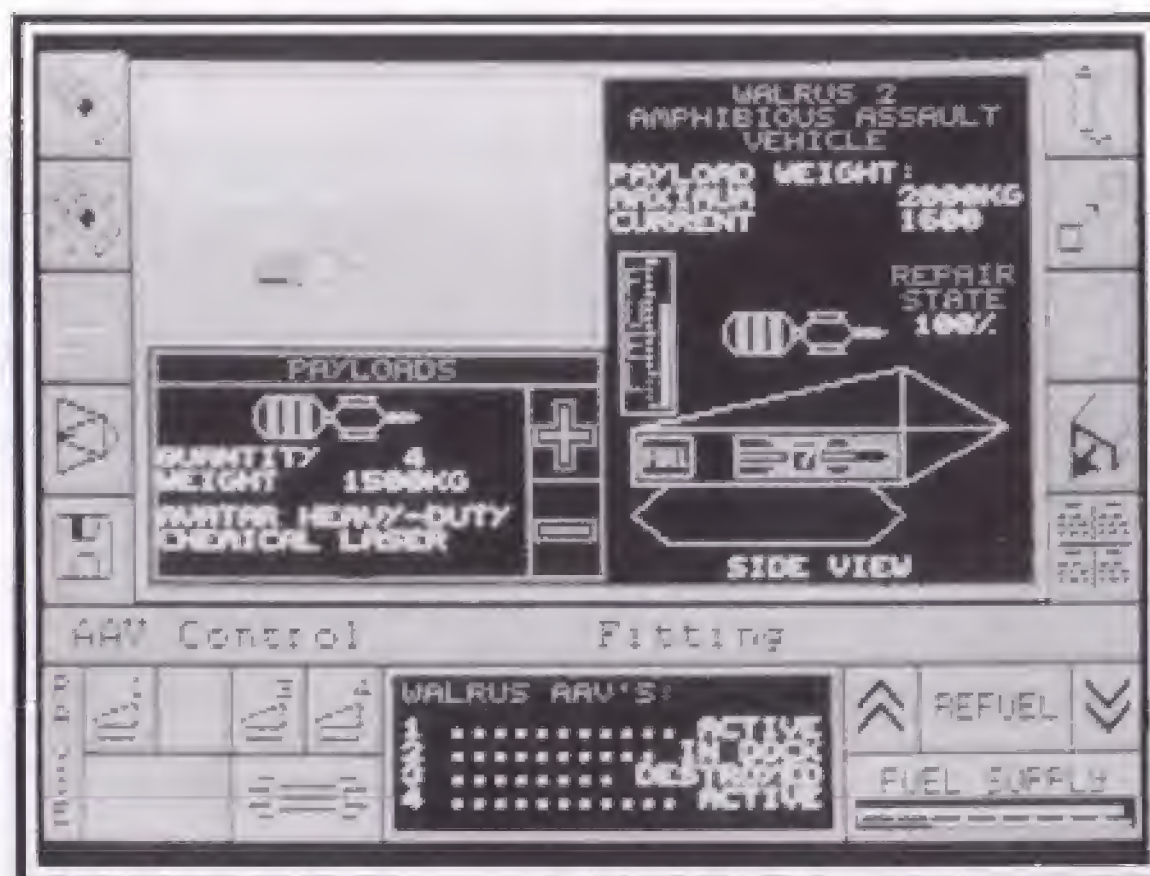 WALRUS 2
AMPHIBIOUS ASSAULT
VEHICLE
PAYLOAD WEIGHT:
MAXIMUM 2000KG
CURRENT 1600
REPAIR
STATE
100%
SIDE VIEW
PAYLOADS
QUANTITY 4
WEIGHT 1500KG
AVATAR HEAVY-DUTY
CHEMICAL LASER
AAV Control Fitting
WALRUS AAV'S:
1 ........... ACTIVE
2 .......... IN DOCK
3 ........ DESTROYED
4 ........... ACTIVE
REFUEL
FUEL SUPPLY